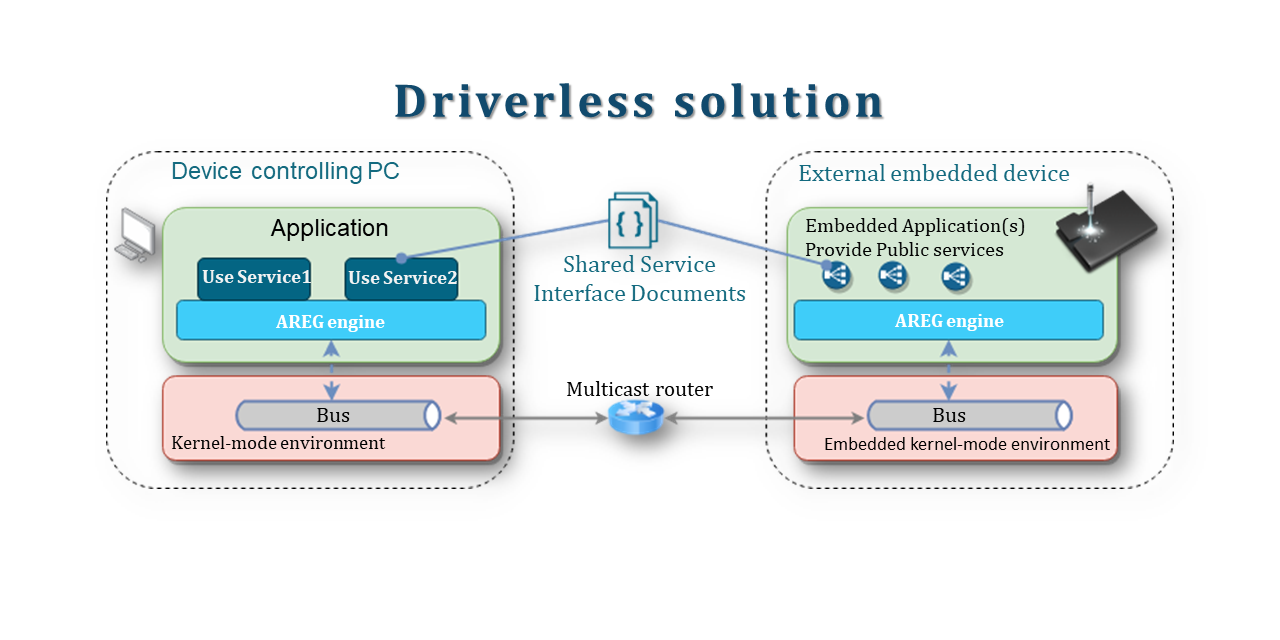 Driverless solution
Device controlling PC
Application
Use Service1
Use Service2
AREG engine
Bus
Kernel-mode environment
{ }
Shared Service
Interface Documents
Multicast router
External embedded device
Embedded Application(s)
Provide Public services
AREG engine
Bus
Embedded kernel-mode environment